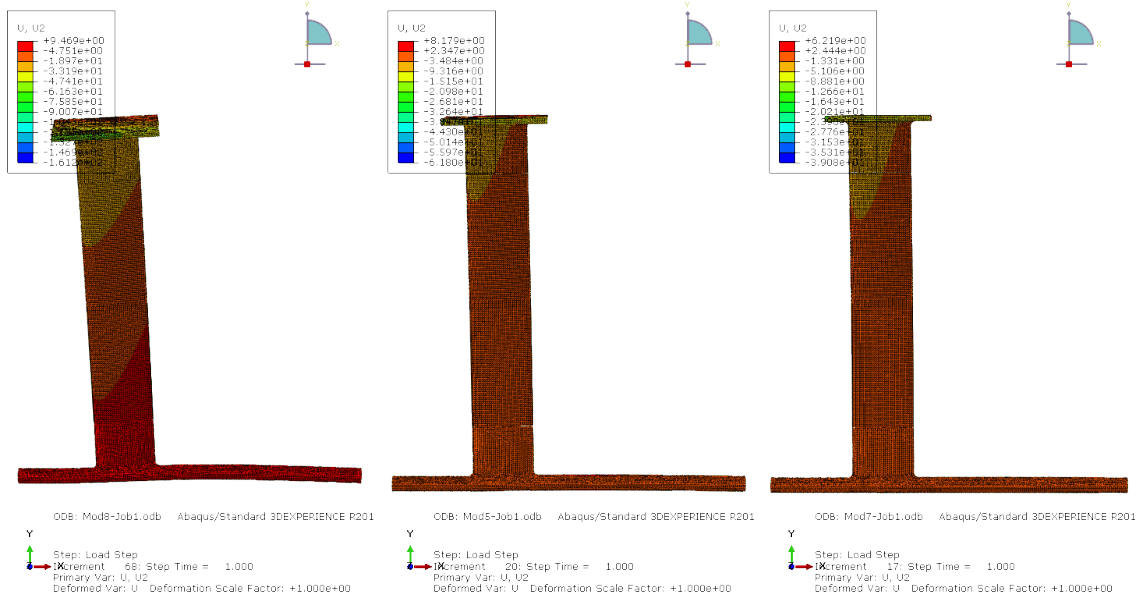 U, U2
+9.469e+00
-4.751e+00
-1.897e+01
-3.319e+01
-4.741e+01
-6.163e+01
-7.585e+01
-9.007e+01
-1.469e+02
-1.612e+02
Y
X
ODB: Mod8-Job1.odb Abaqus/Standard 3DEXPERIENCE R201
Y
X
Step: Load Step
Increment 68: Step Time = 1.000
Primary Var: U, U2
Deformed Var: U Deformation Scale Factor: +1.000e+00
U, U2
+8.179e+00
+2.347e+00
-3.484e+00
-9.316e+00
-1.515e+01
-2.098e+01
-2.681e+01
-3.264e+01
-4.430e+01
-5.014e+01
-5.597e+01
-6.180e+01
Y
X
ODB: Mod5-Job1.odb Abaqus/Standard 3DEXPERIENCE R201
Y
X
Step: Load Step
Increment 20: Step Time = 1.000
Primary Var: U, U2
Deformed Var: U Deformation Scale Factor: +1.000e+00
U, U2
+6.219e+00
+2.444e+00
-1.331e+00
-5.106e+00
-8.881e+00
-1.266e+01
-1.643e+01
-2.021e+01
-2.776e+01
-3.153e+01
-3.531e+01
-3.908e+01
Y
X
ODB: Mod7-Job1.odb Abaqus/Standard 3DEXPERIENCE R201
Y
X
Step: Load Step
Increment 17: Step Time = 1.000
Primary Var: U, U2
Deformed Var: U Deformation Scale Factor: +1.000e+00